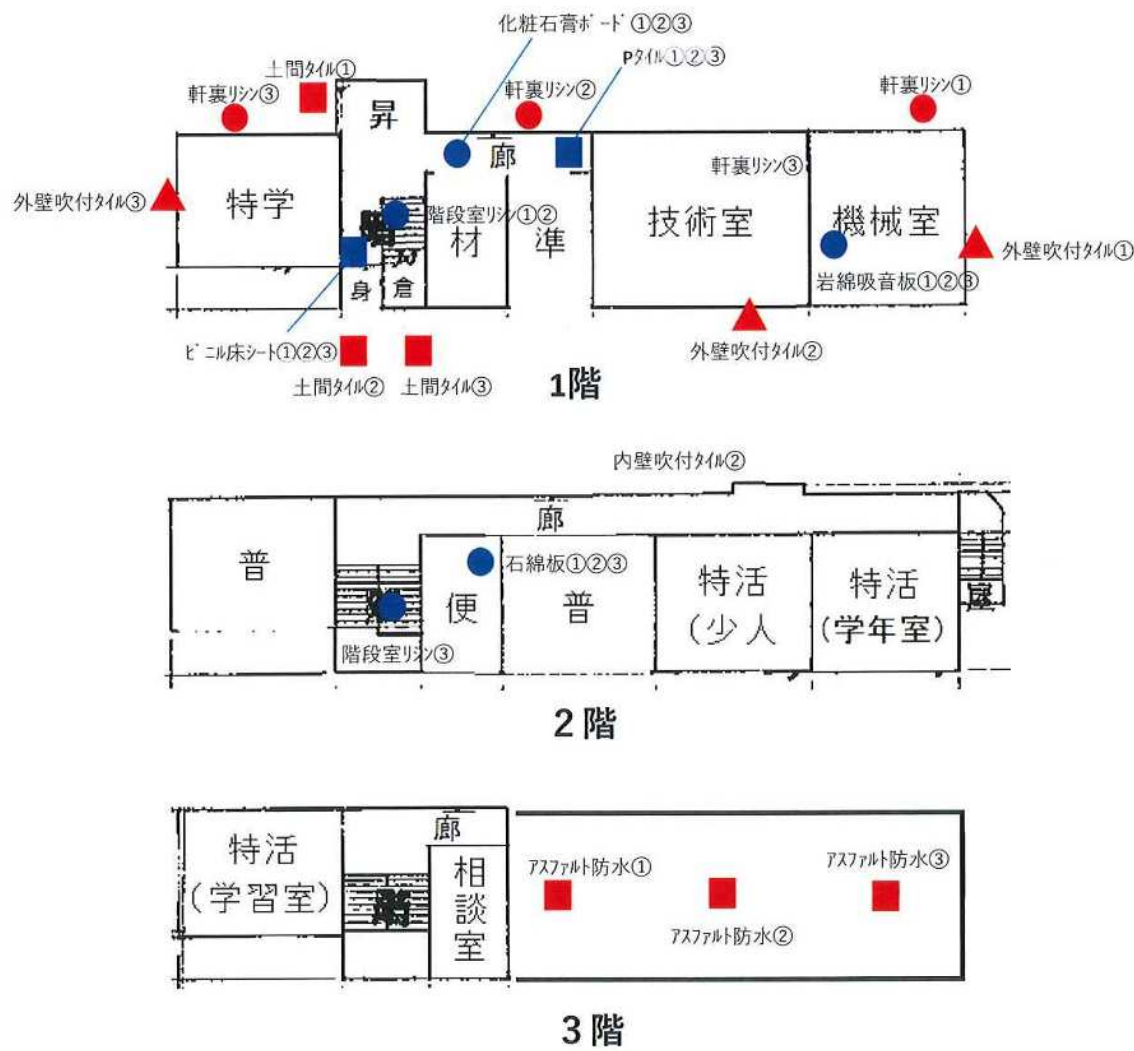 化粧石膏ボード①②③
Pタイル①②③
土間タイル①
軒裏リシン③
軒裏リシン②
軒裏リシン①
昇
廊
軒裏リシン③
外壁吹付タイル③
特学
階段室リシン①②
材
準
技術室
機械室
外壁吹付タイル①
岩綿吸音板①②③
身
倉
ビニル床シート①②③
土間タイル②
土間タイル③
外壁吹付タイル②
1階
内壁吹付タイル②
廊
普
石綿板①②③
便
普
特活
(少人
特活
(学年室)
階段室リシン③
2階
廊
特活
(学習室)
相談室
アスファルト防水①
アスファルト防水②
アスファルト防水③
3階